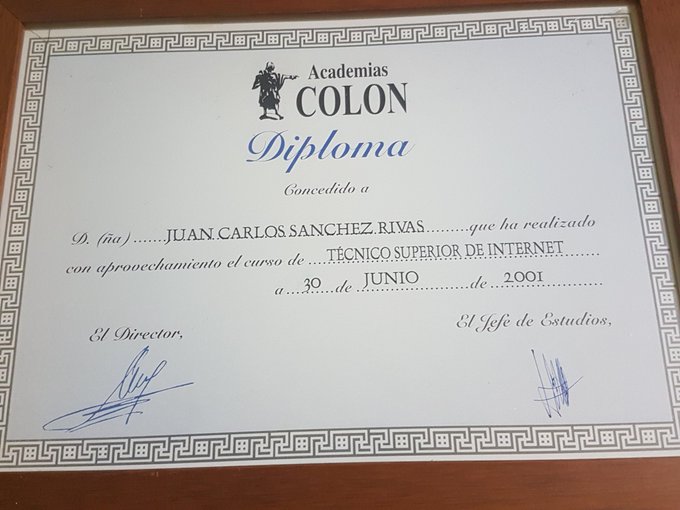 Academias
COLON
Diploma
Concedido a
D. (ña) .......JUAN CARLOS SANCHEZ RIVAS.........que ha realizado
con aprovechamiento el curso de ....TÉCNICO SUPERIOR DE INTERNET.......
a ....30....de ..JUNIO..........de ....2001..............
El Director,
El Jefe de Estudios,